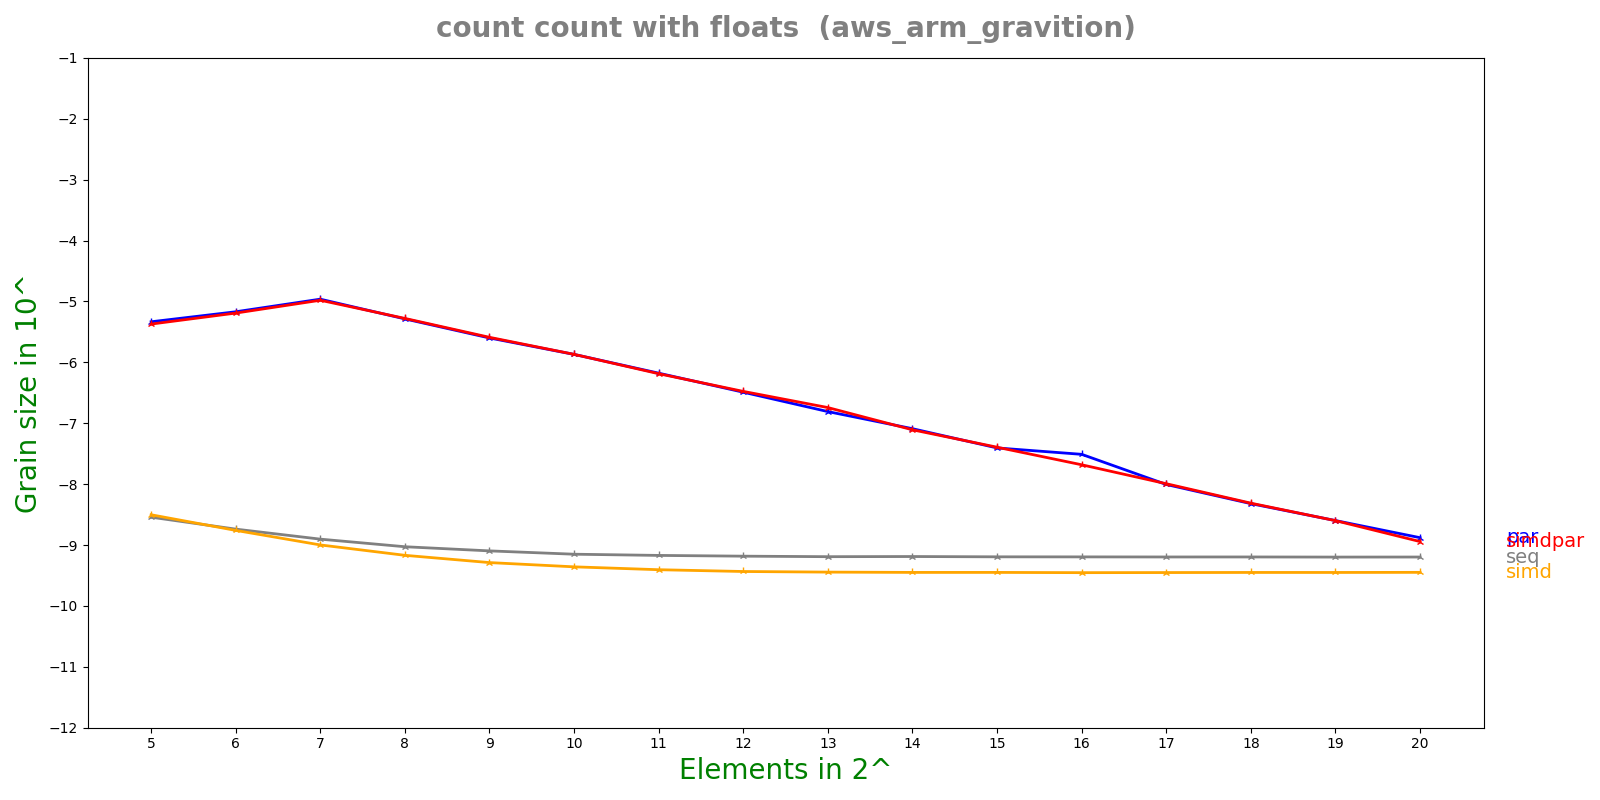 count count with floats  (aws_arm_gravition)
−1
−2
−3
−4
−5
−6
−7
−8
−9
−10
−11
−12
Grain size in 10^
par
simdpar
seq
simd
5 6 7 8 9 10 11 12 13 14 15 16 17 18 19 20
Elements in 2^